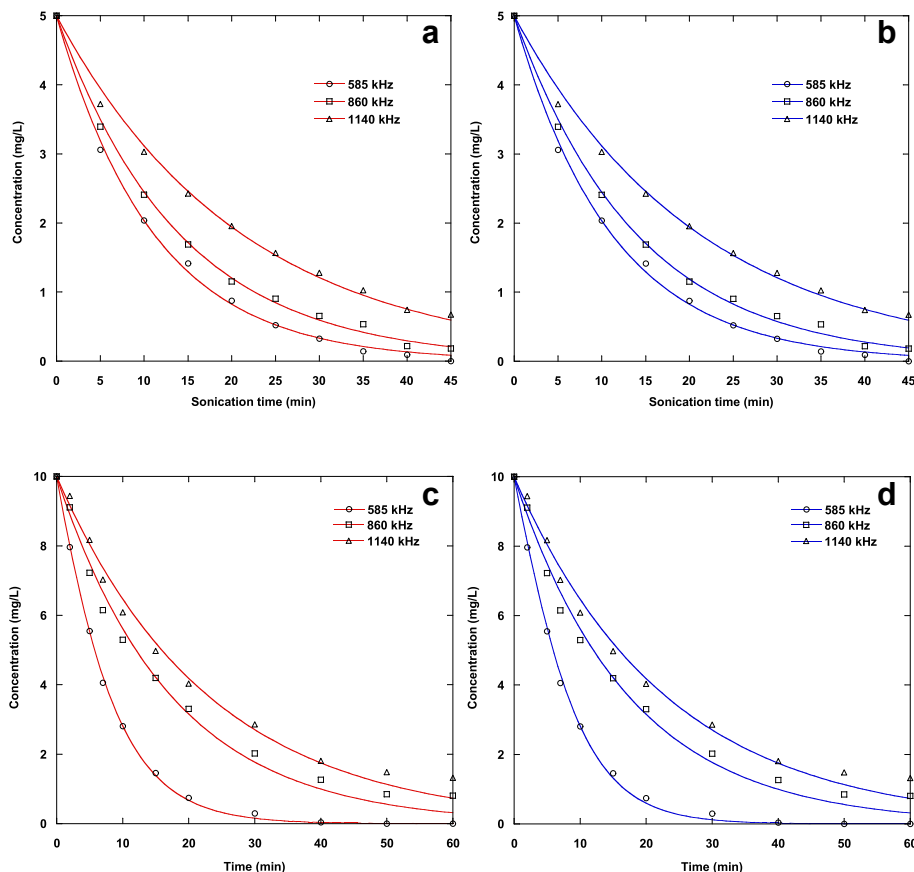 a
585 kHz
860 kHz
1140 kHz
Concentration (mg/L)
5
4
3
2
1
0
0 5 10 15 20 25 30 35 40 45
Sonication time (min)
b
585 kHz
860 kHz
1140 kHz
Concentration (mg/L)
5
4
3
2
1
0
0 5 10 15 20 25 30 35 40 45
Sonication time (min)
c
585 kHz
860 kHz
1140 kHz
Concentration (mg/L)
10
8
6
4
2
0
0 10 20 30 40 50 60
Time (min)
d
585 kHz
860 kHz
1140 kHz
Concentration (mg/L)
10
8
6
4
2
0
0 10 20 30 40 50 60
Time (min)